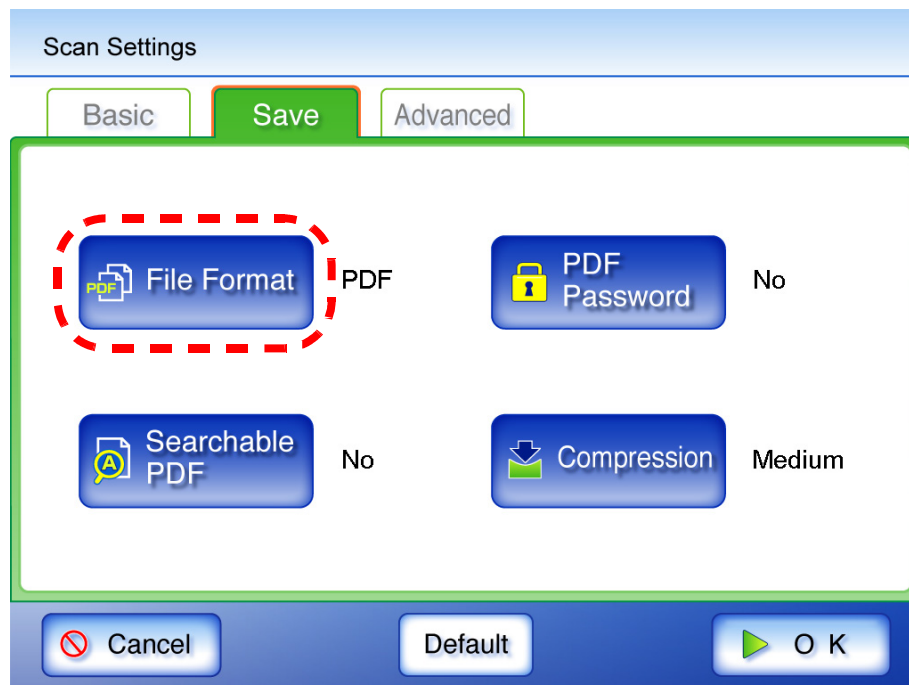 Scan Settings
Basic
Save
Advanced
PDF
File Format
PDF
PDF
Password
No
A
Searchable
PDF
No
Compression
Medium
Cancel
Default
O K